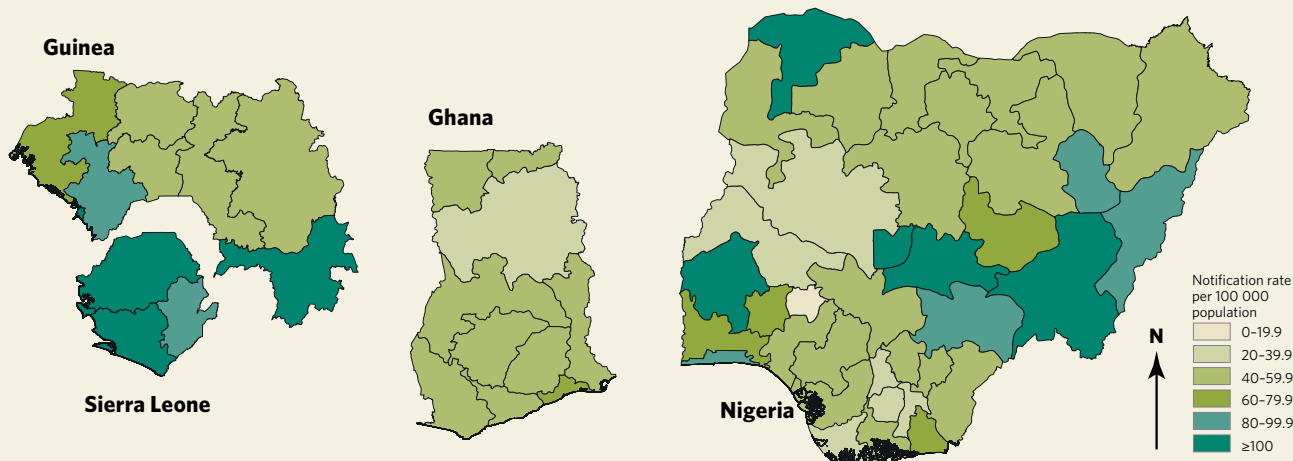 Guinea
Ghana
Sierra Leone
Nigeria
N
Notification rate
per 100 000
population
0–19.9
20–39.9
40–59.9
60–79.9
80–99.9
≥100